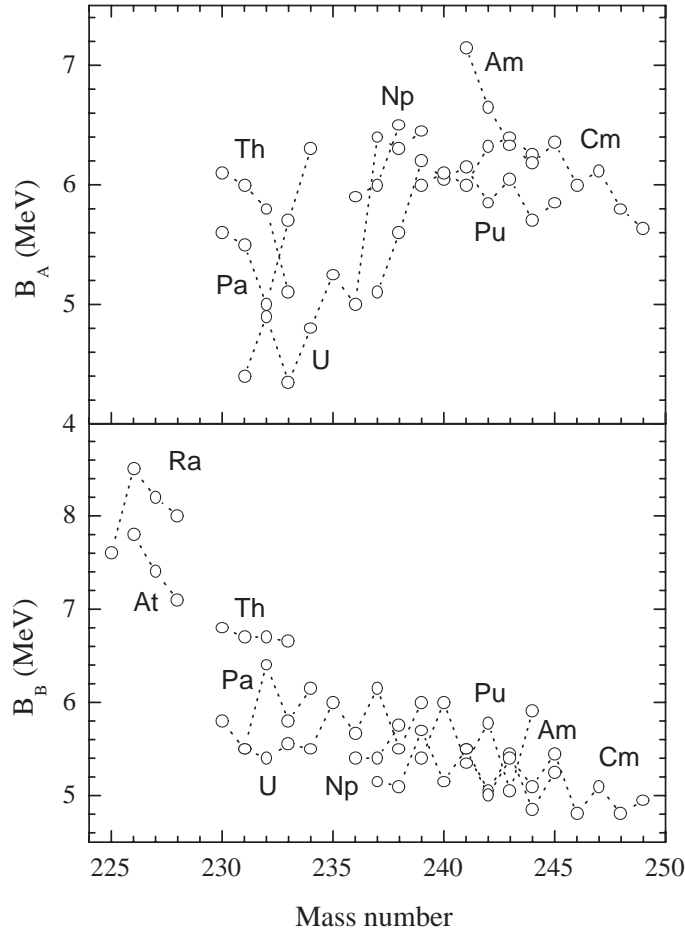 7
6
5
4
B_A (MeV)
Am
Np
Th
Cm
Pu
Pa
U
8
7
6
5
B_B (MeV)
Ra
At
Th
Pa
Pu
Am
Cm
U
Np
225 230 235 240 245 250
Mass number